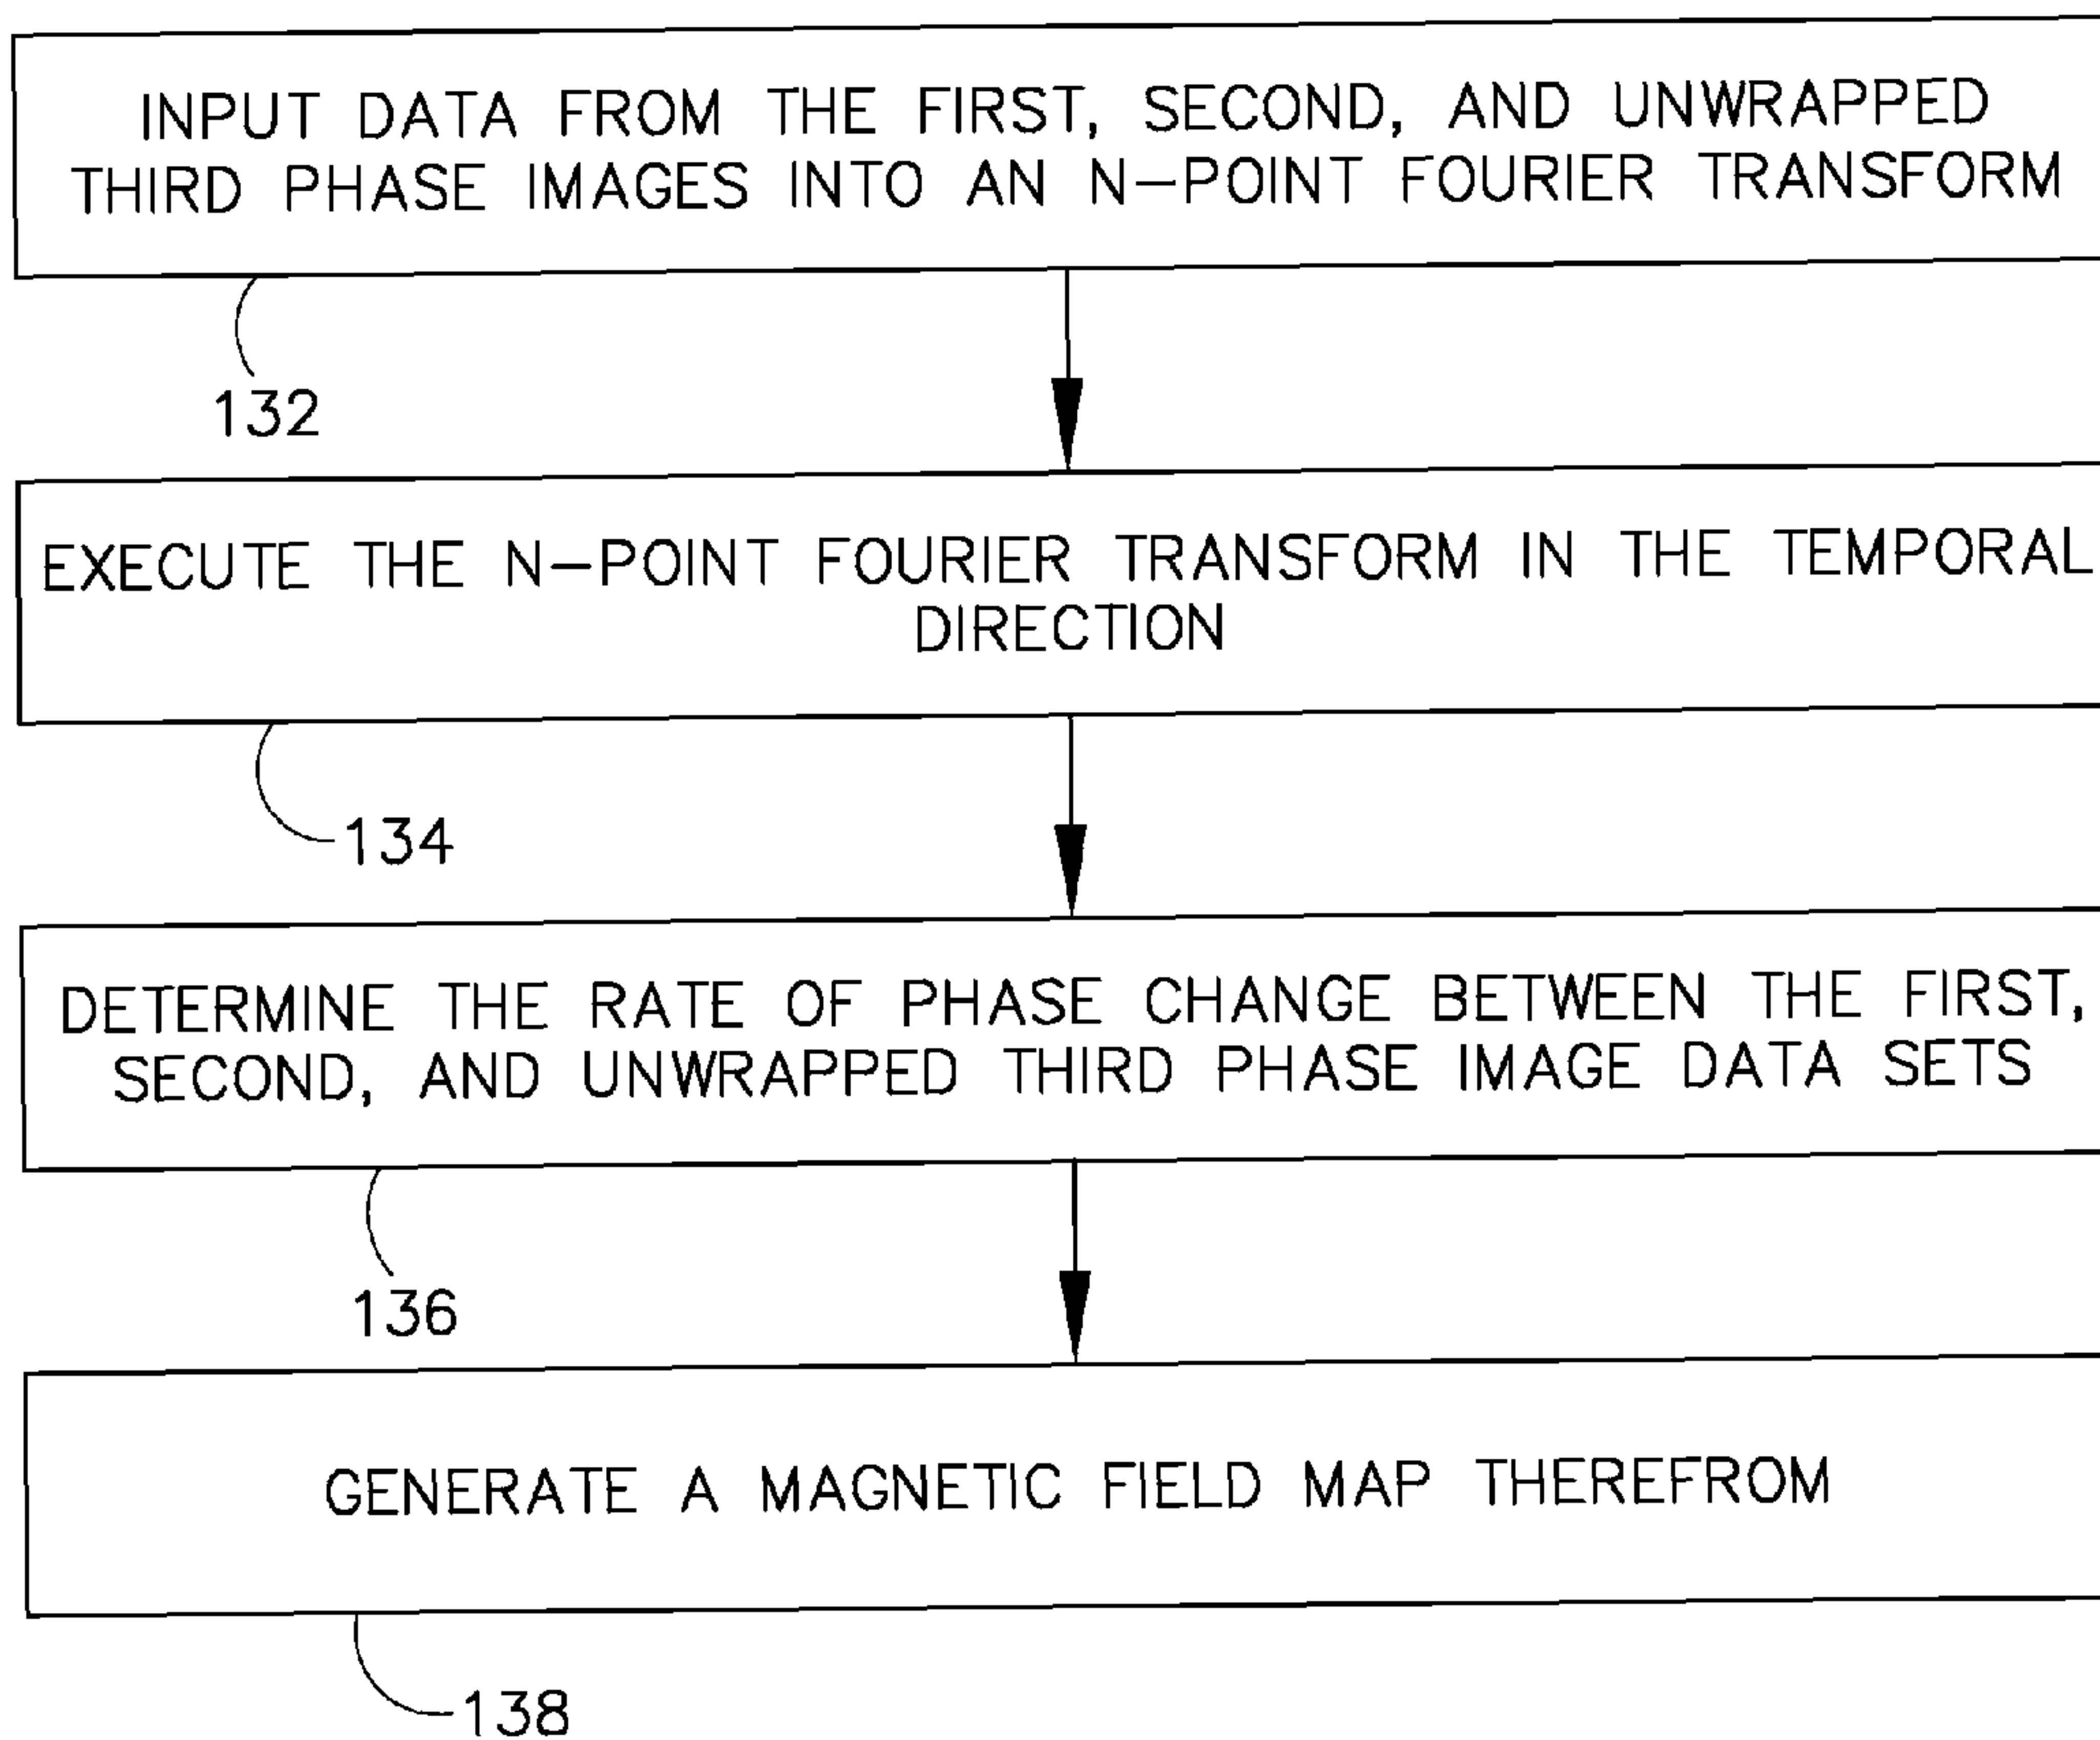 INPUT DATA FROM THE FIRST, SECOND, AND UNWRAPPED
THIRD PHASE IMAGES INTO AN N-POINT FOURIER TRANSFORM
132
EXECUTE THE N-POINT FOURIER TRANSFORM IN THE TEMPORAL
DIRECTION
134
DETERMINE THE RATE OF PHASE CHANGE BETWEEN THE FIRST,
SECOND, AND UNWRAPPED THIRD PHASE IMAGE DATA SETS
136
GENERATE A MAGNETIC FIELD MAP THEREFROM
138